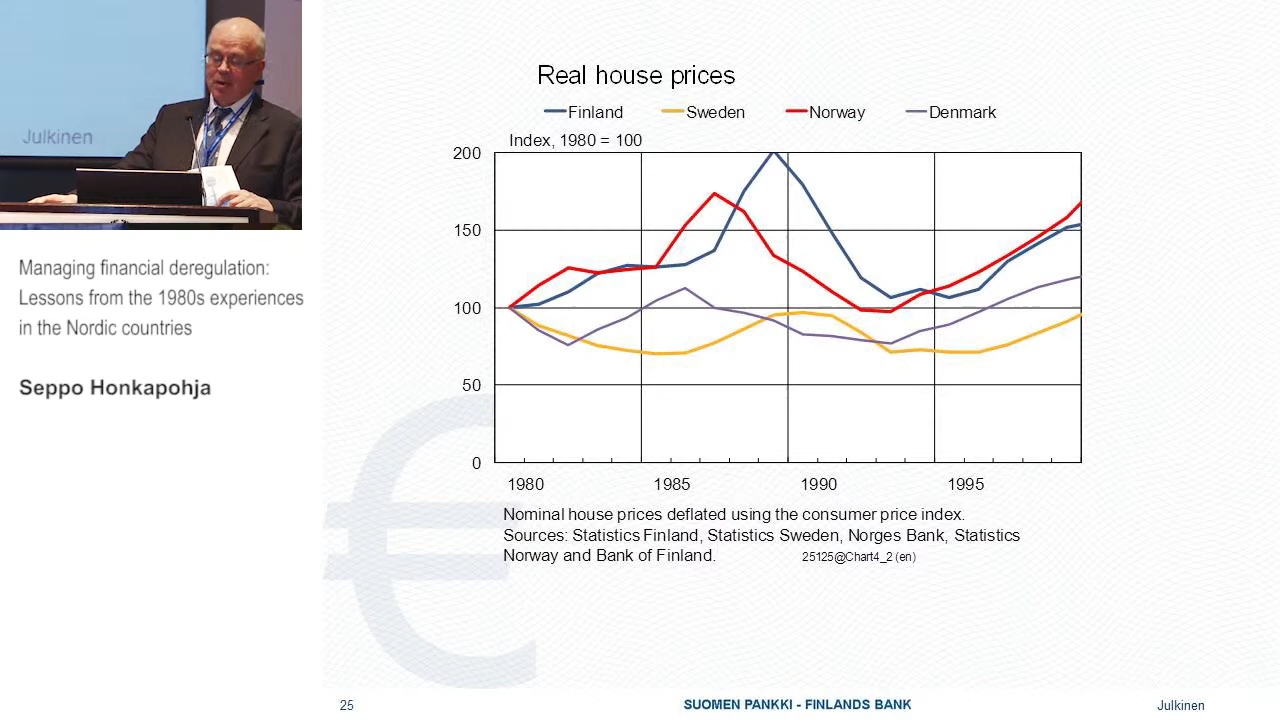 Julkinen
Managing financial deregulation:
Lessons from the 1980s experiences
in the Nordic countries
Seppo Honkapohja
Real house prices
Finland Sweden Norway Denmark
Index, 1980 = 100
200
150
100
50
0
1980 1985 1990 1995
Nominal house prices deflated using the consumer price index.
Sources: Statistics Finland, Statistics Sweden, Norges Bank, Statistics
Norway and Bank of Finland. 25125@Chart4_2 (en)
25 SUOMEN PANKKI - FINLANDS BANK Julkinen